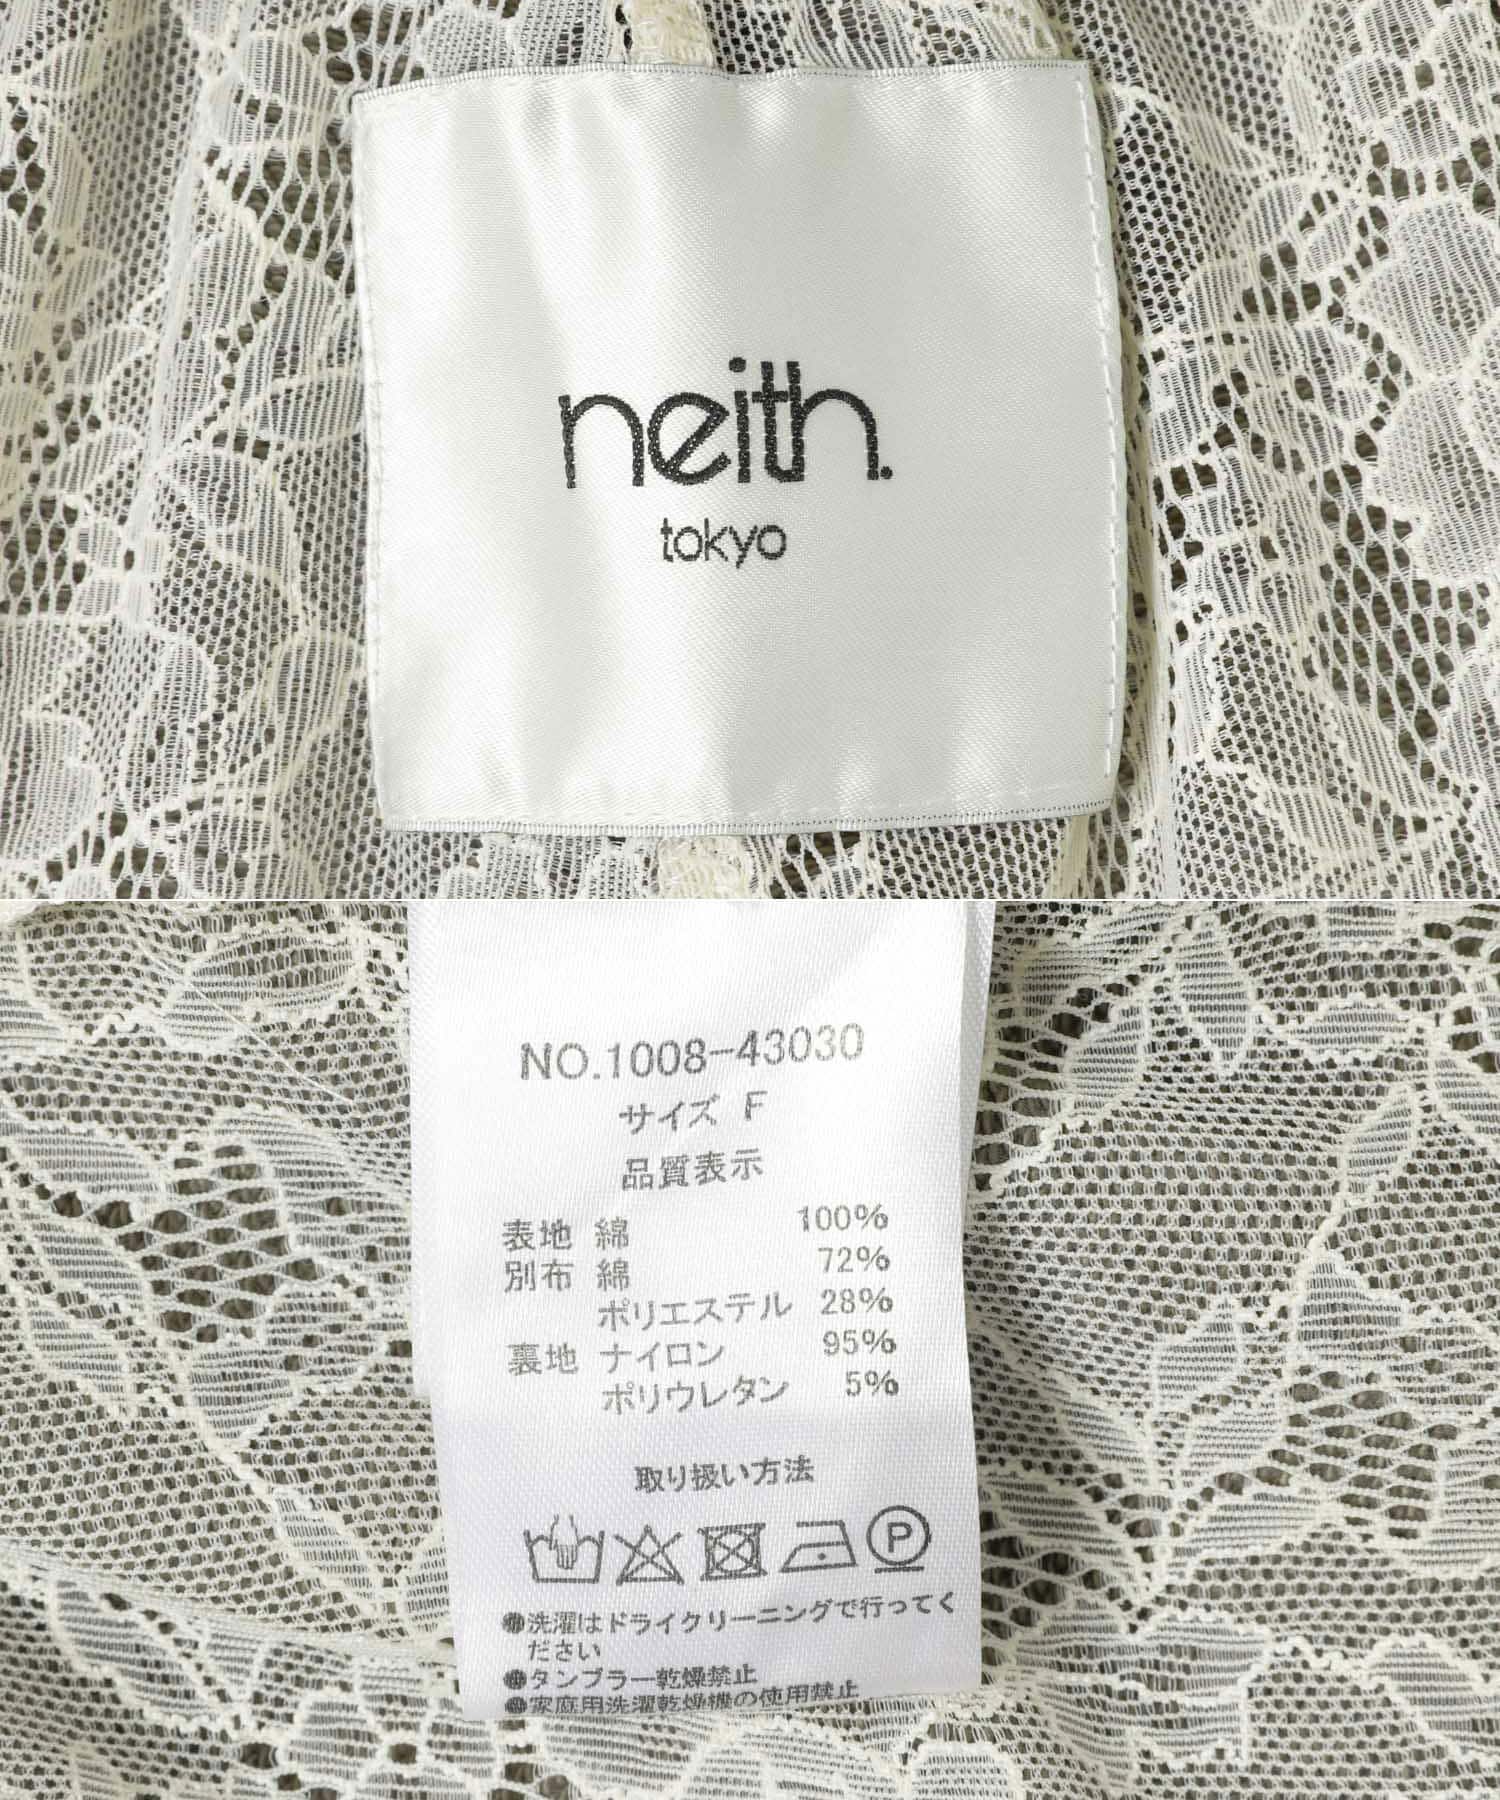 neith.
tokyo
NO.1008-43030
サイズ F
品質表示
表地 綿 100%
別布 綿 72%
ポリエステル 28%
裏地 ナイロン 95%
ポリウレタン 5%
取り扱い方法
P
●洗濯はドライクリーニングで行ってく
ださい
●タンブラー乾燥禁止
●家庭用洗濯乾燥機の使用禁止